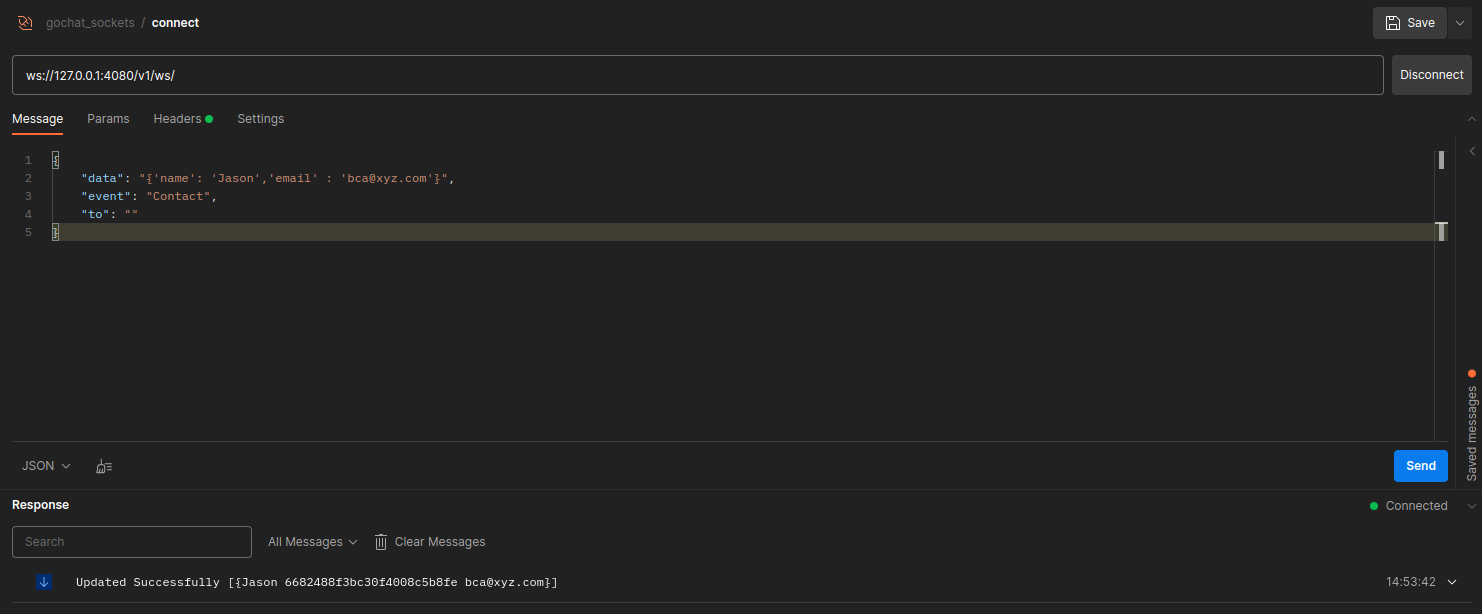 gochat_sockets / connect
Save
ws://127.0.0.1:4080/v1/ws/
Disconnect
Message Params Headers Settings
1 {
2 "data": "{'name': 'Jason','email' : 'bca@xyz.com'}",
3 "event": "Contact",
4 "to": ""
5 }
Saved messages
JSON
Send
Response
Connected
Search
All Messages
Clear Messages
Updated Successfully [{Jason 6682488f3bc30f4008c5b8fe bca@xyz.com}]
14:53:42